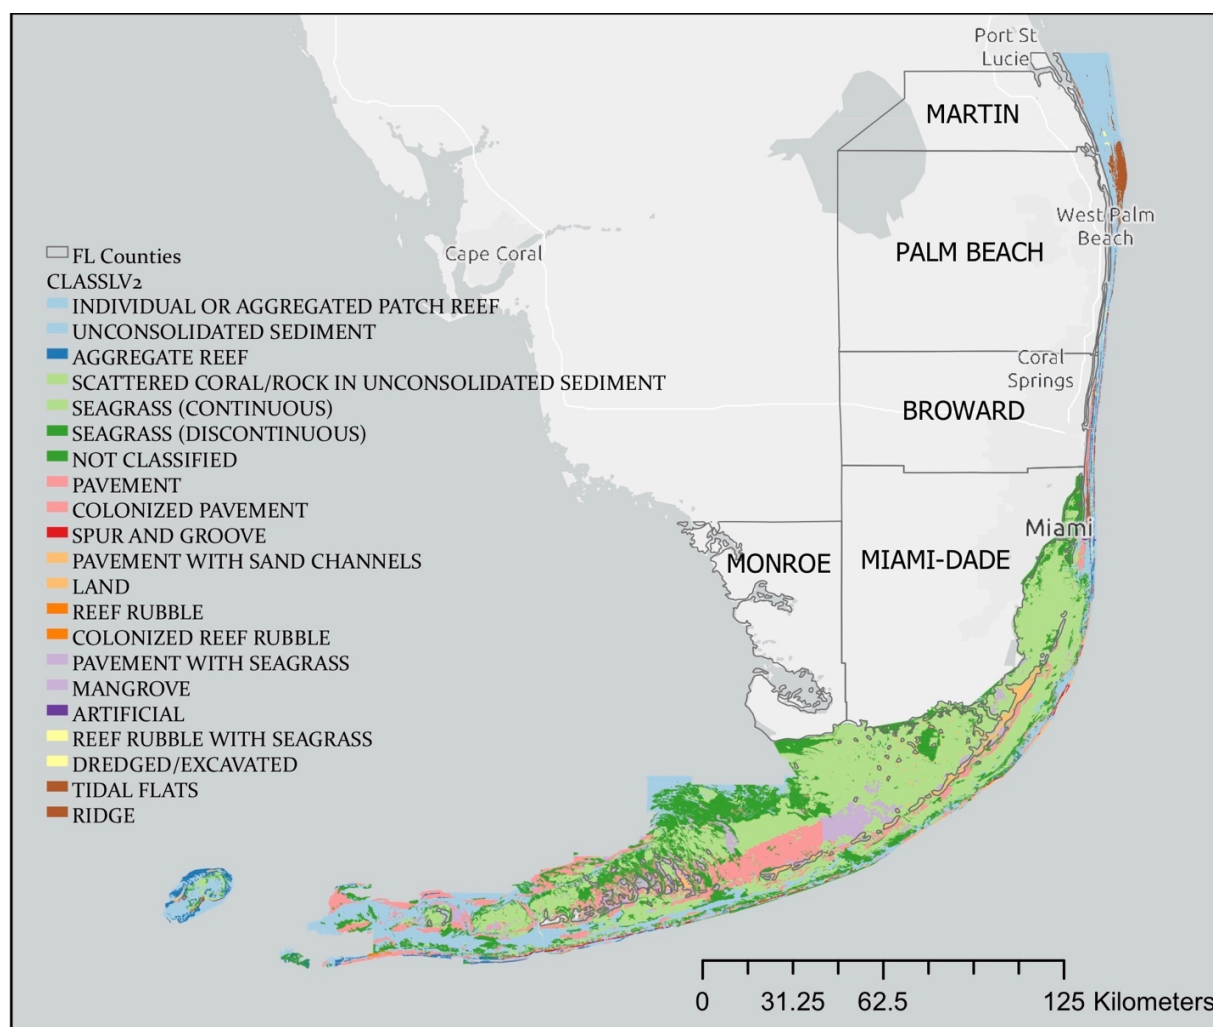 Port St
Lucie
MARTIN
West Palm
Beach
PALM BEACH
Cape Coral
FL Counties
CLASSLV2
INDIVIDUAL OR AGGREGATED PATCH REEF
UNCONSOLIDATED SEDIMENT
AGGREGATE REEF
SCATTERED CORAL/ROCK IN UNCONSOLIDATED SEDIMENT
SEAGRASS (CONTINUOUS)
SEAGRASS (DISCONTINUOUS)
NOT CLASSIFIED
PAVEMENT
COLONIZED PAVEMENT
SPUR AND GROOVE
PAVEMENT WITH SAND CHANNELS
LAND
REEF RUBBLE
COLONIZED REEF RUBBLE
PAVEMENT WITH SEAGRASS
MANGROVE
ARTIFICIAL
REEF RUBBLE WITH SEAGRASS
DREDGED/EXCAVATED
TIDAL FLATS
RIDGE
Coral
Springs
BROWARD
Miami
MONROE
MIAMI-DADE
0 31.25 62.5 125 Kilometers